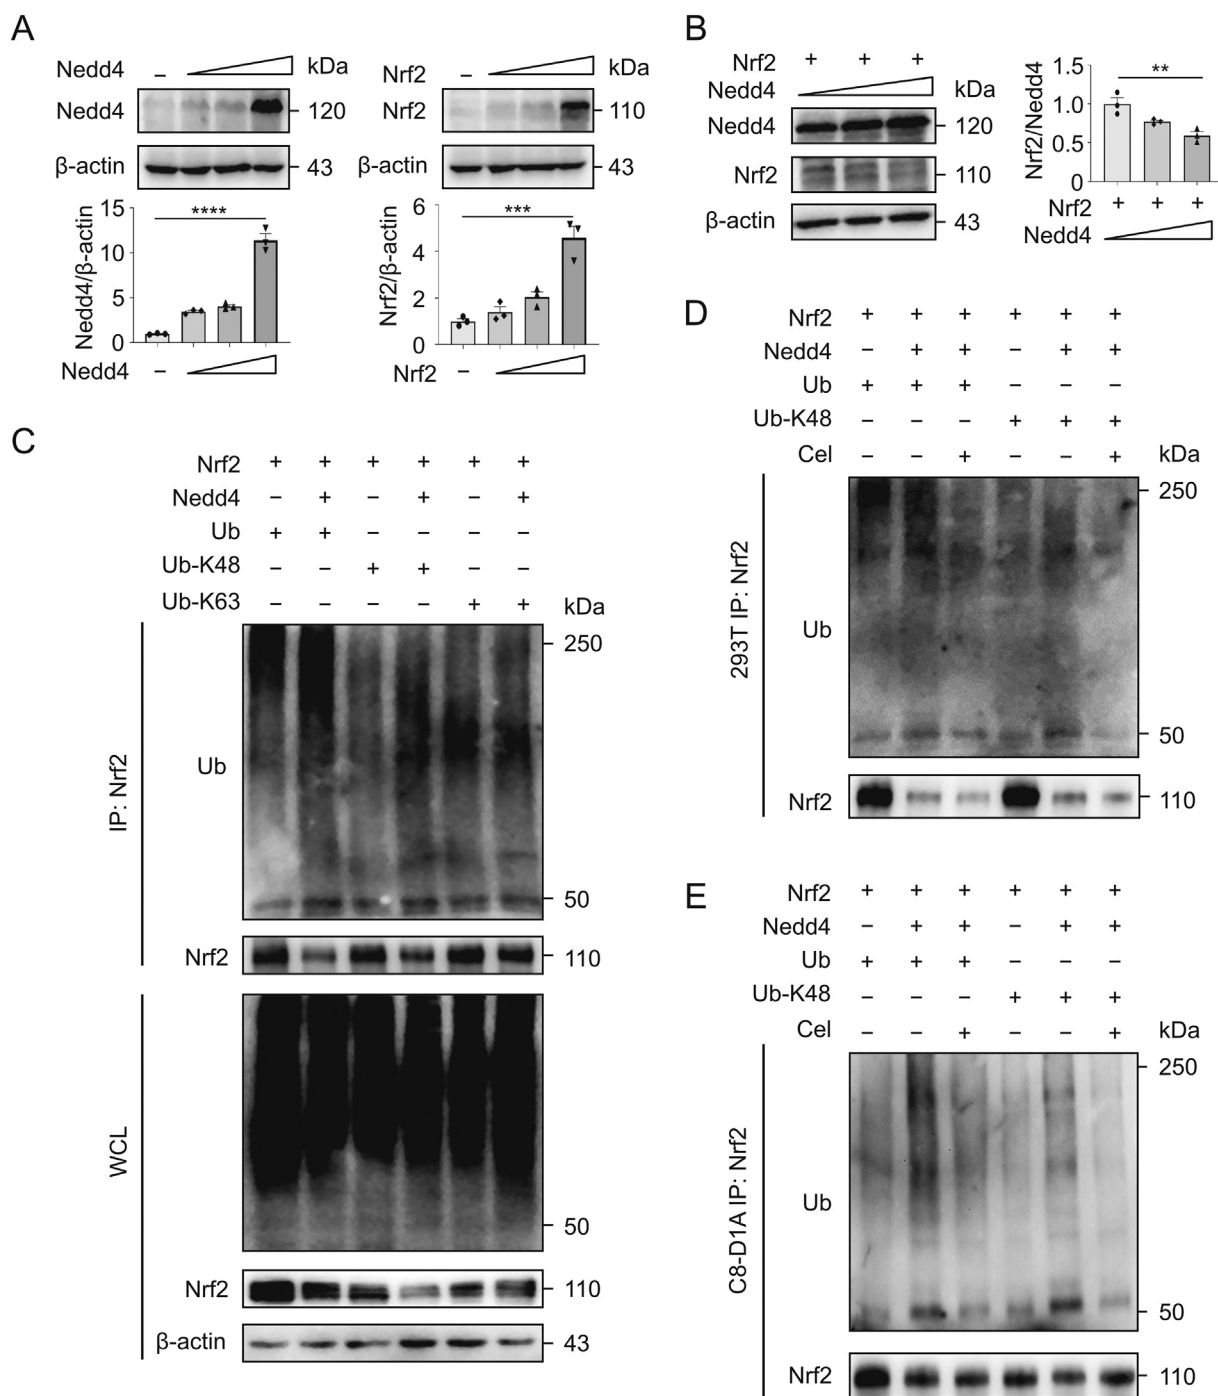 A
Nedd4 – kDa
Nedd4 120
β-actin 43
Nedd4/β-actin
15
10
5
0
****
Nedd4 –
Nrf2 – kDa
Nrf2 110
β-actin 43
Nrf2/β-actin
6
4
2
0
***
Nrf2 –
B
Nrf2 + + +
Nedd4 kDa
Nedd4 120
Nrf2 110
β-actin 43
Nrf2/Nedd4
1.5
1.0
0.5
0
**
Nrf2 + + +
Nedd4
C
Nrf2 + + + + + +
Nedd4 – + – + – +
Ub + + – – – –
Ub-K48 – – + + – –
Ub-K63 – – – – + + kDa
IP: Nrf2
250
Ub
50
Nrf2 110
WCL
50
Nrf2 110
β-actin 43
D
Nrf2 + + + + + +
Nedd4 – + + – + +
Ub + + + – – –
Ub-K48 – – – + + +
Cel – – + – – + kDa
293T IP: Nrf2
250
Ub
50
Nrf2 110
E
Nrf2 + + + + + +
Nedd4 – + + – + +
Ub + + + – – –
Ub-K48 – – – + + +
Cel – – + – – + kDa
C8-D1A IP: Nrf2
250
Ub
50
Nrf2 110